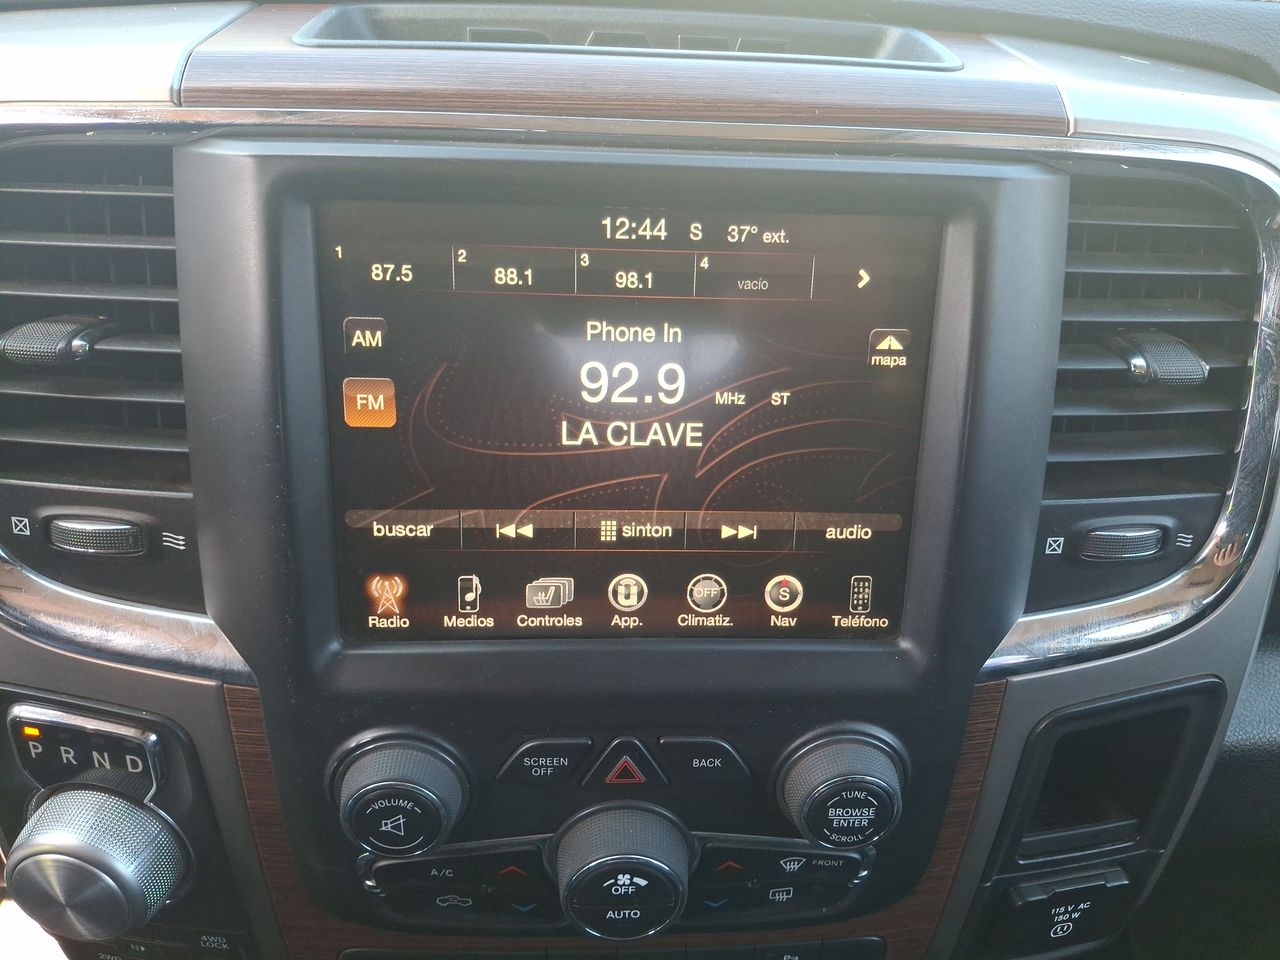 12:44 S 37° ext.
1 87.5 2 88.1 3 98.1 4 vacío
AM
Phone In
mapa
FM
92.9 MHz ST
LA CLAVE
buscar sinton audio
OFF S
Radio Medios Controles App. Climatiz. Nav Teléfono
P R N D
SCREEN OFF
BACK
VOLUME
TUNE
BROWSE
ENTER
SCROLL
A/C
FRONT
OFF
AUTO
115 V AC
150 W
4WD
LOCK
N
2WD
P